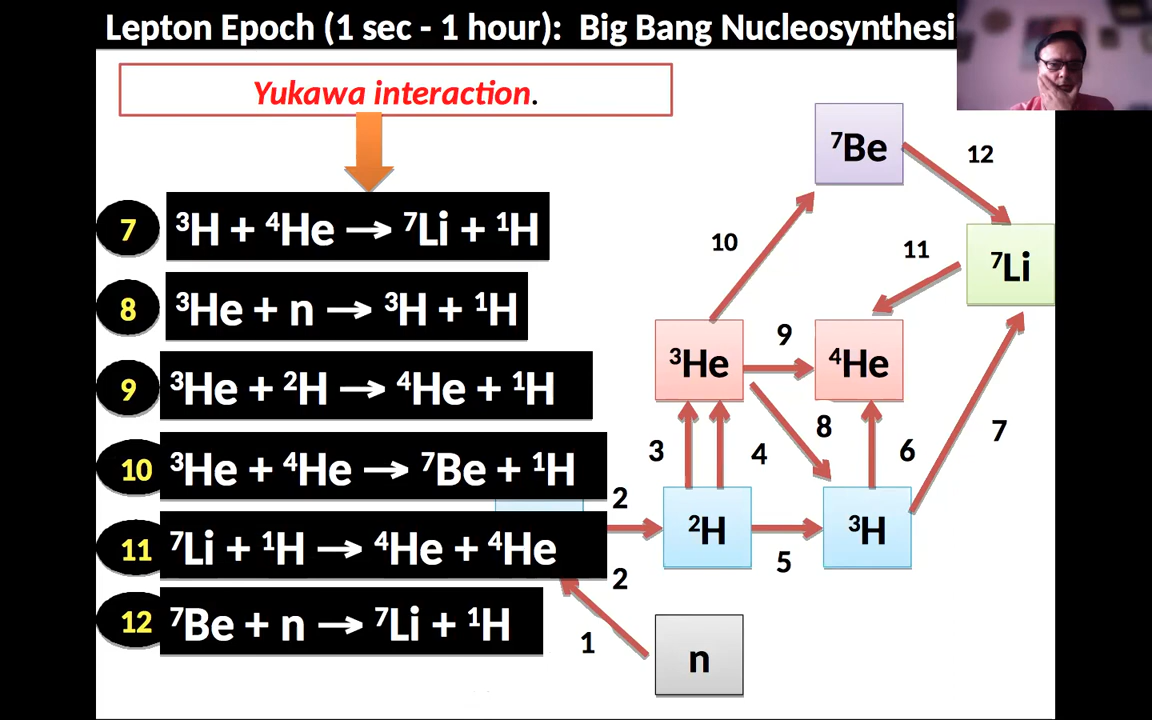 Lepton Epoch (1 sec - 1 hour): Big Bang Nucleosynthesi
Yukawa interaction.
7 ³H + ⁴He → ⁷Li + ¹H
8 ³He + n → ³H + ¹H
9 ³He + ²H → ⁴He + ¹H
10 ³He + ⁴He → ⁷Be + ¹H
11 ⁷Li + ¹H → ⁴He + ⁴He
12 ⁷Be + n → ⁷Li + ¹H
⁷Be
12
10
11
⁷Li
9
³He
⁴He
8
3
4
6
7
2
²H
³H
5
2
1
n